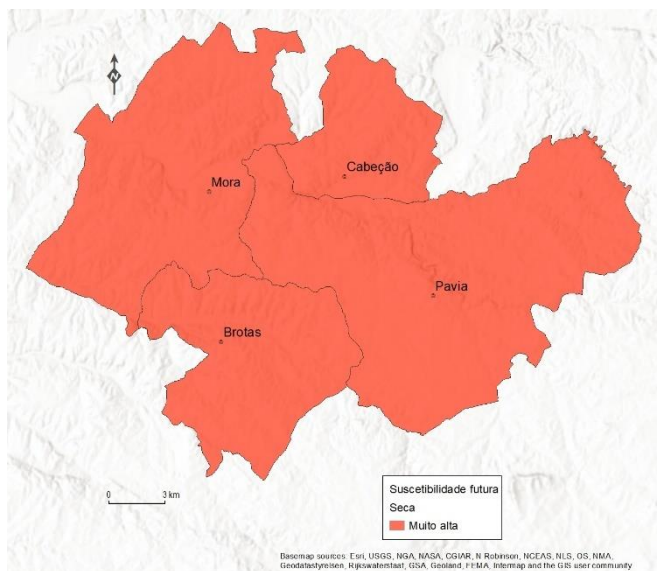 N
Cabeção
Mora
Pavia
Brotas
Suscetibilidade futura
Seca
Muito alta
0 3 km
Basemap sources: Esri, USGS, NGA, NASA, CGIAR, N Robinson, NCEAS, NLS, OS, NMA,
Geodatastyrelsen, Rijkswaterstaat, GSA, Geoland, FEMA, Intermap and the GIS user community